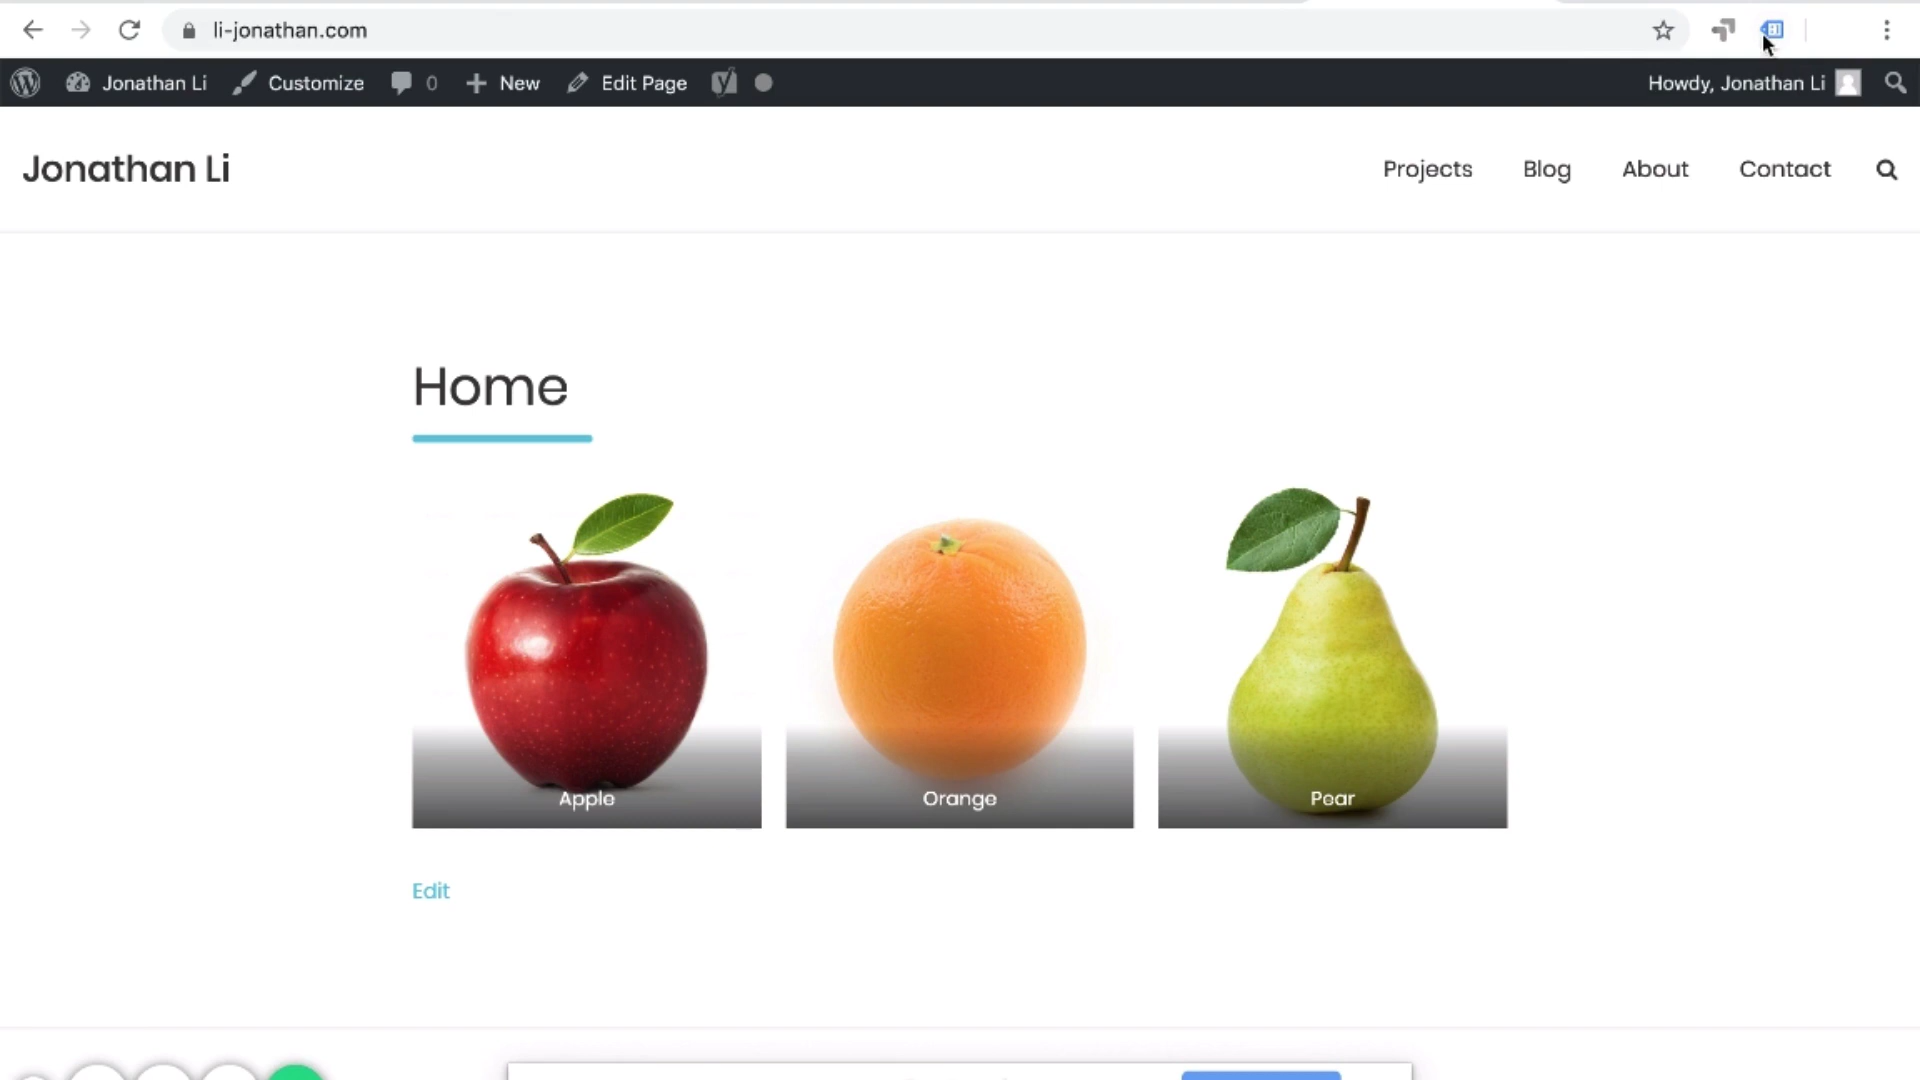 li-jonathan.com
Jonathan Li Customize 0 New Edit Page Howdy, Jonathan Li
Jonathan Li Projects Blog About Contact
Home
Apple Orange Pear
Edit